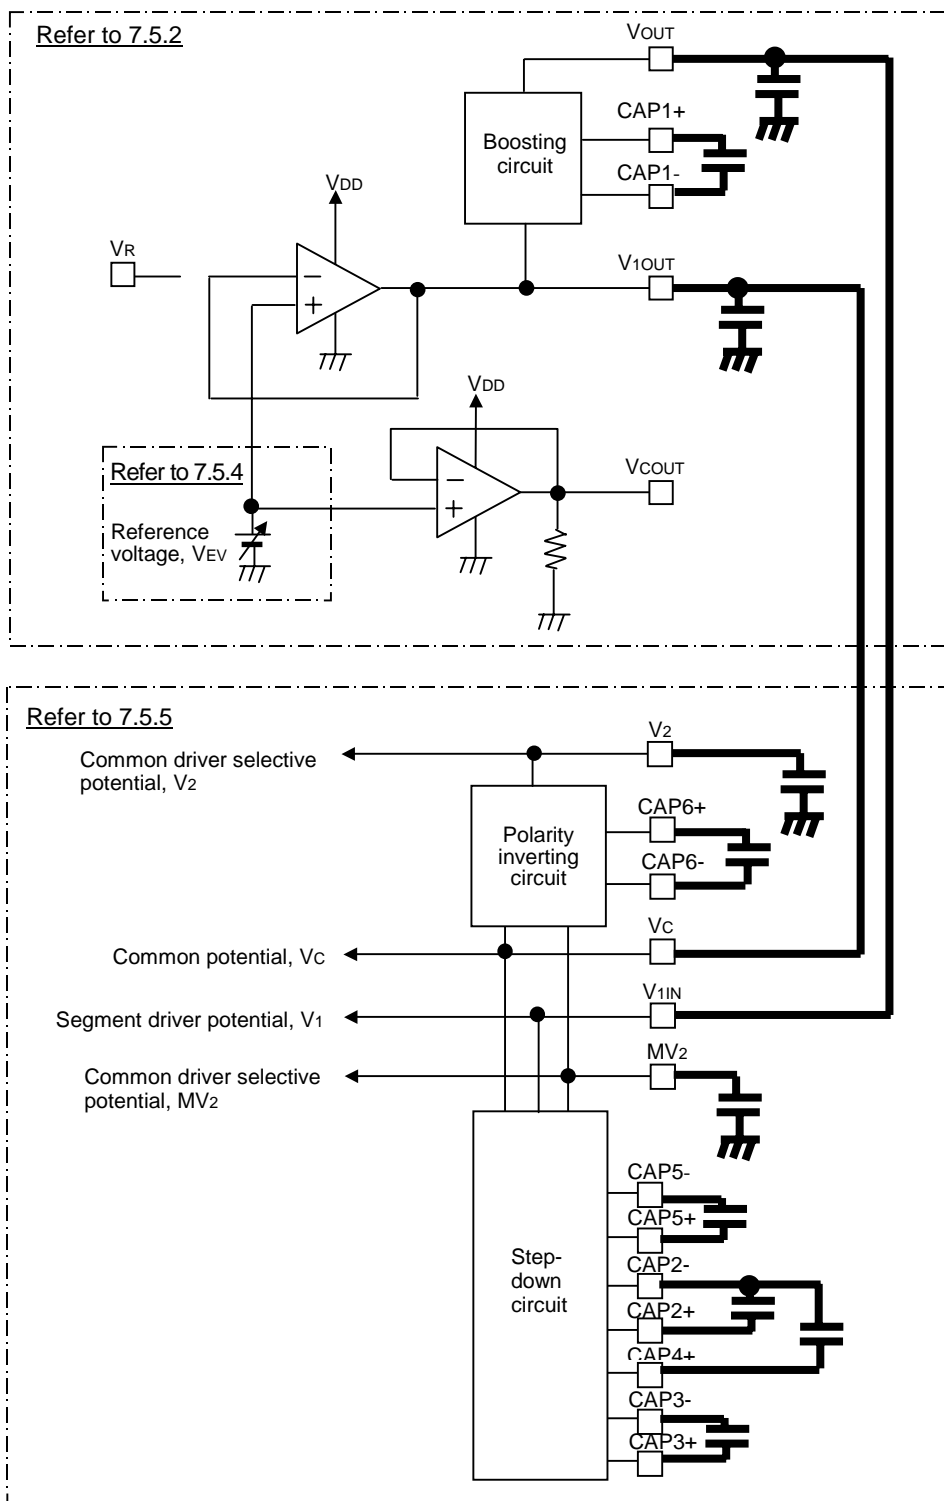 Refer to 7.5.2
VOUT
CAP1+
Boosting
circuit
CAP1-
VDD
VR
V1OUT
−
+
VDD
Refer to 7.5.4
VCOUT
−
+
Reference
voltage, VEV
Refer to 7.5.5
V2
Common driver selective
potential, V2
CAP6+
Polarity
inverting
circuit
CAP6-
VC
Common potential, VC
V1IN
Segment driver potential, V1
MV2
Common driver selective
potential, MV2
CAP5-
CAP5+
Step-
down
circuit
CAP2-
CAP2+
CAP4+
CAP3-
CAP3+